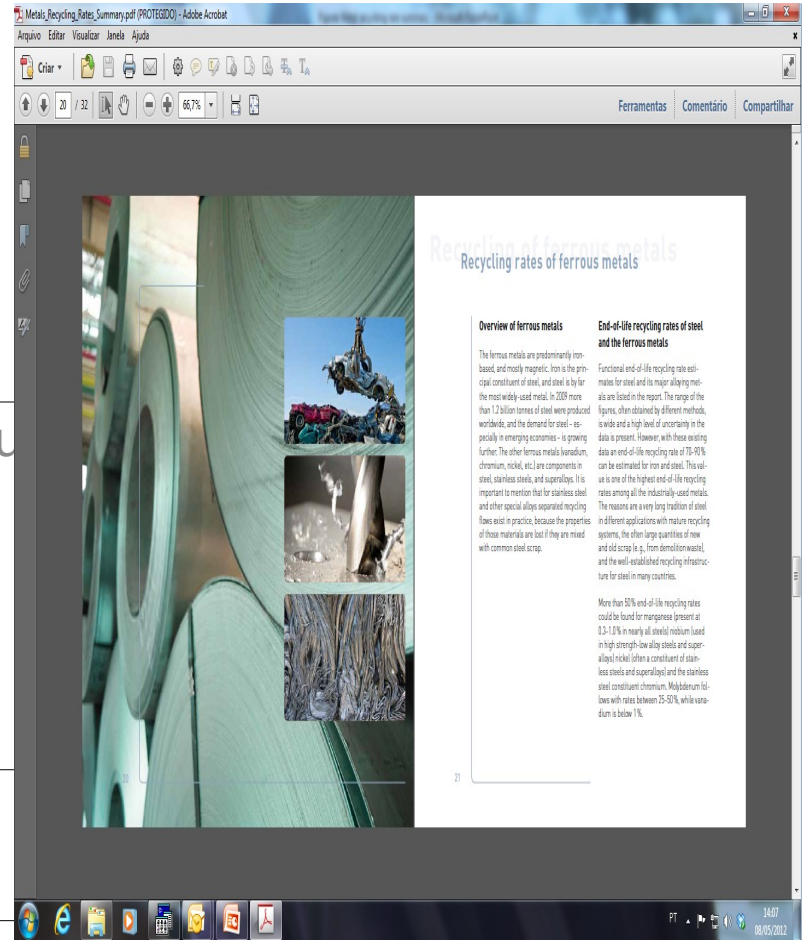 Metals_Recycling_Rates_Summary.pdf (PROTEGIDO) - Adobe Acrobat
Arquivo Editar Visualizar Janela Ajuda
Criar
20 / 32 66,7% Ferramentas Comentário Compartilhar
Recycling of ferrous metals
Recycling rates of ferrous metals
Overview of ferrous metals
The ferrous metals are predominantly iron-
based, and mostly magnetic. Iron is the prin-
cipal constituent of steel, and steel is by far
the most widely-used metal. In 2009 more
than 1.2 billion tonnes of steel were produced
worldwide, and the demand for steel – es-
pecially in emerging economies – is growing
further. The other ferrous metals (vanadium,
chromium, nickel, etc.) are components in
steel, stainless steels, and superalloys. It is
important to mention that for stainless steel
and other special alloys separated recycling
flows exist in practice, because the properties
of those materials are lost if they are mixed
with common steel scrap.
End-of-life recycling rates of steel
and the ferrous metals
Functional end-of-life recycling rate esti-
mates for steel and its major alloying met-
als are listed in the report. The range of the
figures, often obtained by different methods,
is wide and a high level of uncertainty in the
data is present. However, with these existing
data an end-of-life recycling rate of 70–90 %
can be estimated for iron and steel. This val-
ue is one of the highest end-of-life recycling
rates among all the industrially-used metals.
The reasons are a very long tradition of steel
in different applications with mature recycling
systems, the often large quantities of new
and old scrap (e. g., from demolition waste),
and the well-established recycling infrastruc-
ture for steel in many countries.
More than 50 % end-of-life recycling rates
could be found for manganese (present at
0.3–1.0 % in nearly all steels) niobium (used
in high strength-low alloy steels and super-
alloys) nickel (often a constituent of stain-
less steels and superalloys) and the stainless
steel constituent chromium. Molybdenum fol-
lows with rates between 25–50 %, while vana-
dium is below 1 %.
20
21
PT 14:07
08/05/2012